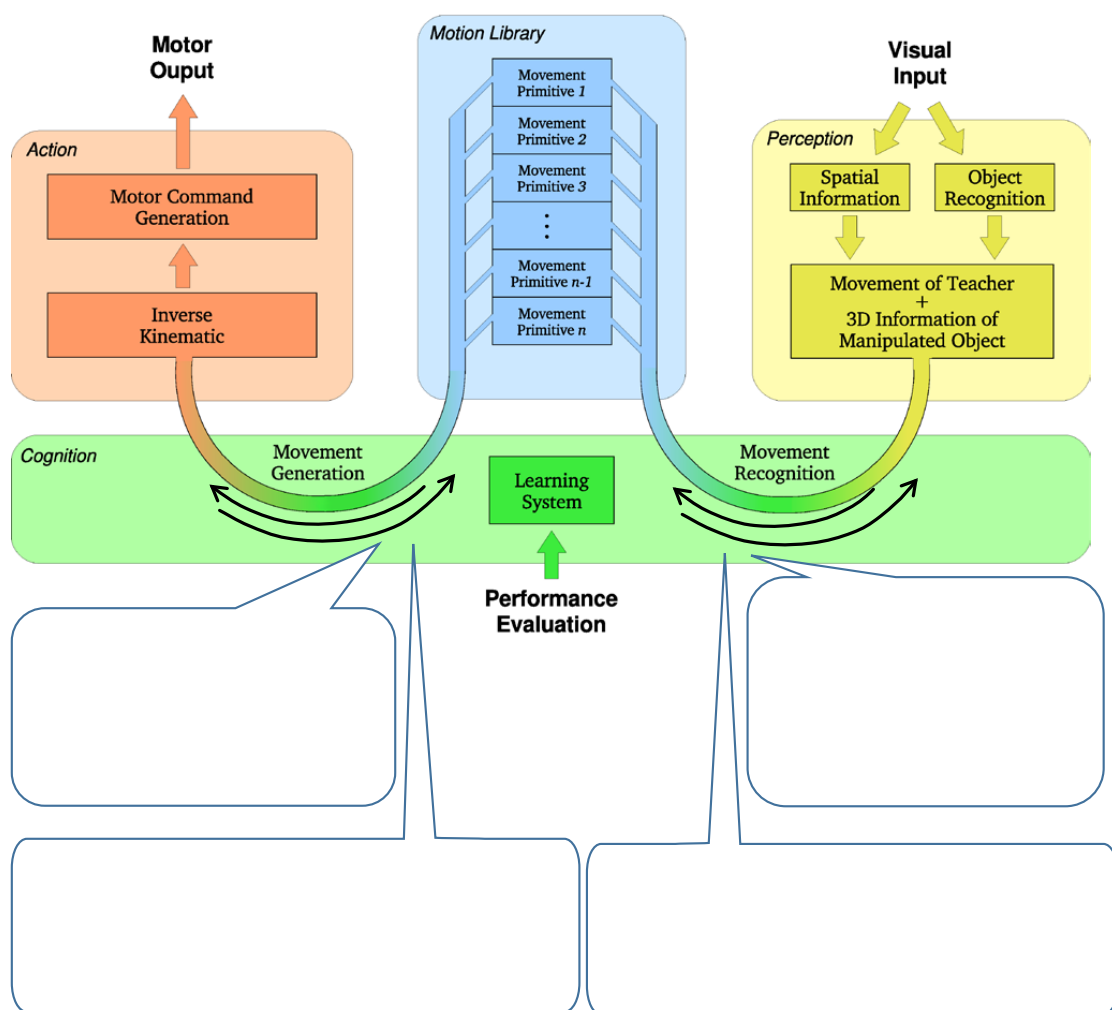 Motor
Ouput
Action
Motor Command
Generation
Inverse
Kinematic
Motion Library
Movement
Primitive 1
Movement
Primitive 2
Movement
Primitive 3
⋮
Movement
Primitive n-1
Movement
Primitive n
Visual
Input
Perception
Spatial
Information
Object
Recognition
Movement of Teacher
+
3D Information of
Manipulated Object
Cognition
Movement
Generation
Learning
System
Movement
Recognition
Performance
Evaluation